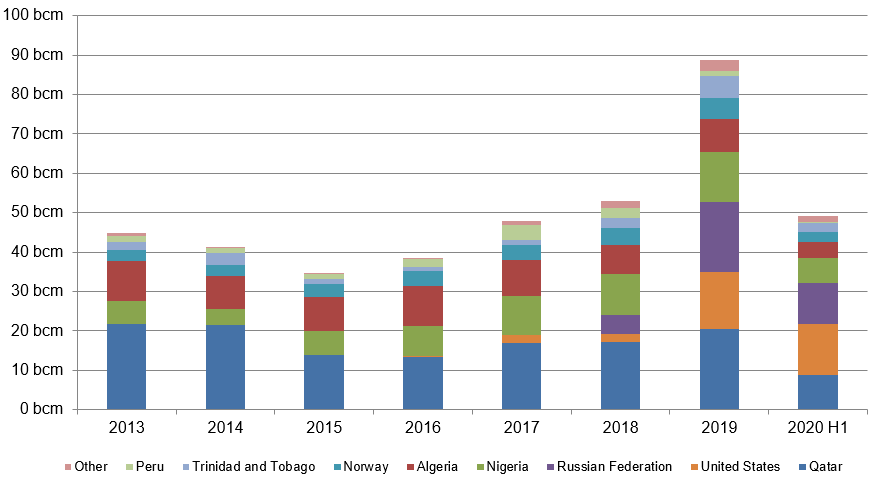 100 bcm
90 bcm
80 bcm
70 bcm
60 bcm
50 bcm
40 bcm
30 bcm
20 bcm
10 bcm
0 bcm
2013 2014 2015 2016 2017 2018 2019 2020 H1
Other Peru Trinidad and Tobago Norway Algeria Nigeria Russian Federation United States Qatar